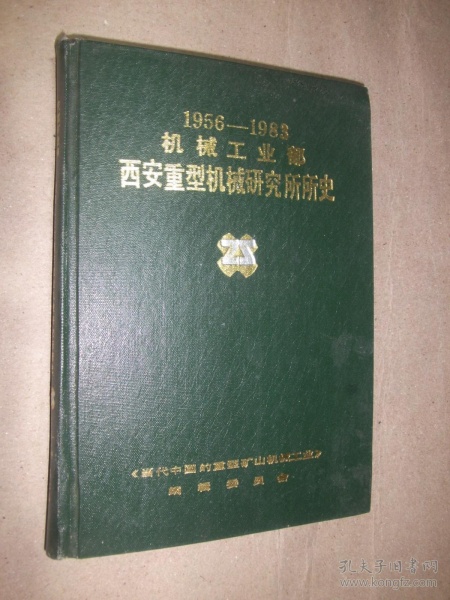 1956—1983
机械工业部
西安重型机械研究所所史
《当代中国的重型矿山机械工业》
编辑委员会
孔夫子旧书网
www.kongfz.com